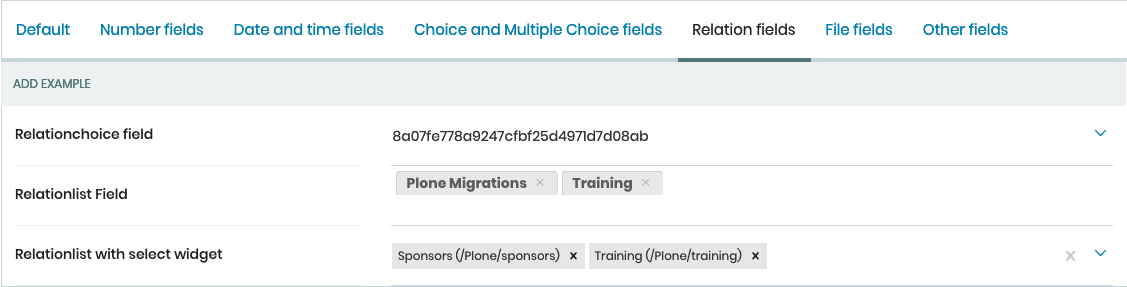 Default Number fields Date and time fields Choice and Multiple Choice fields Relation fields File fields Other fields
ADD EXAMPLE
Relationchoice field 8a07fe778a9247cfbf25d4971d7d08ab
Relationlist Field Plone Migrations × Training ×
Relationlist with select widget Sponsors (/Plone/sponsors) × Training (/Plone/training) ×